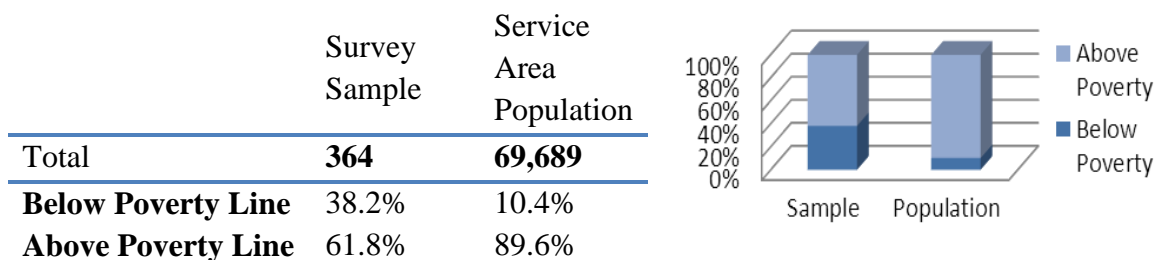 Survey Sample
Service Area Population
Total 364 69,689
Below Poverty Line 38.2% 10.4%
Above Poverty Line 61.8% 89.6%
100%
80%
60%
40%
20%
0%
Sample Population
Above Poverty
Below Poverty